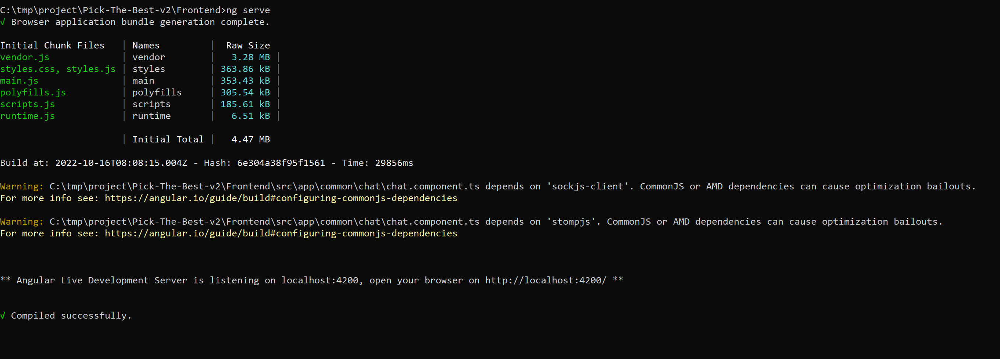 C:\tmp\project\Pick-The-Best-v2\Frontend>ng serve
√ Browser application bundle generation complete.
Initial Chunk Files | Names | Raw Size
vendor.js | vendor | 3.28 MB |
styles.css, styles.js | styles | 363.86 kB |
main.js | main | 353.43 kB |
polyfills.js | polyfills | 305.54 kB |
scripts.js | scripts | 185.61 kB |
runtime.js | runtime | 6.51 kB |
| Initial Total | 4.47 MB
Build at: 2022-10-16T08:08:15.004Z - Hash: 6e304a38f95f1561 - Time: 29856ms
Warning: C:\tmp\project\Pick-The-Best-v2\Frontend\src\app\common\chat\chat.component.ts depends on 'sockjs-client'. CommonJS or AMD dependencies can cause optimization bailouts.
For more info see: https://angular.io/guide/build#configuring-commonjs-dependencies
Warning: C:\tmp\project\Pick-The-Best-v2\Frontend\src\app\common\chat\chat.component.ts depends on 'stompjs'. CommonJS or AMD dependencies can cause optimization bailouts.
For more info see: https://angular.io/guide/build#configuring-commonjs-dependencies
** Angular Live Development Server is listening on localhost:4200, open your browser on http://localhost:4200/ **
√ Compiled successfully.